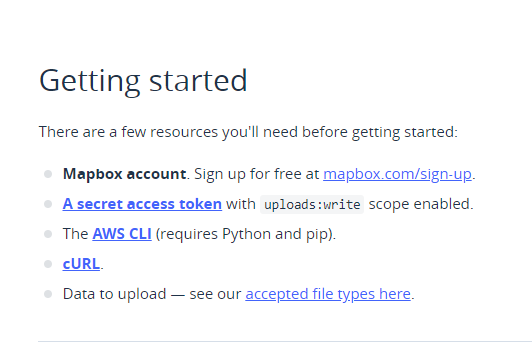 Getting started
There are a few resources you'll need before getting started:
Mapbox account. Sign up for free at mapbox.com/sign-up.
A secret access token with uploads:write scope enabled.
The AWS CLI (requires Python and pip).
cURL.
Data to upload — see our accepted file types here.